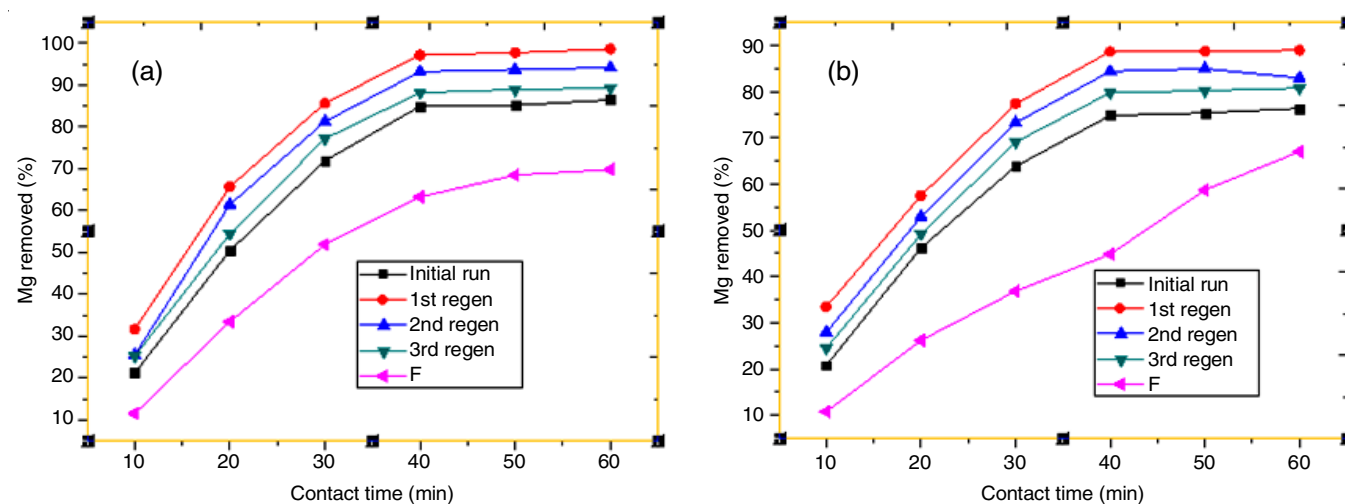 (a)
Mg removed (%)
100
90
80
70
60
50
40
30
20
10
Initial run
1st regen
2nd regen
3rd regen
F
10 20 30 40 50 60
Contact time (min)
(b)
Mg removed (%)
90
80
70
60
50
40
30
20
10
Initial run
1st regen
2nd regen
3rd regen
F
10 20 30 40 50 60
Contact time (min)